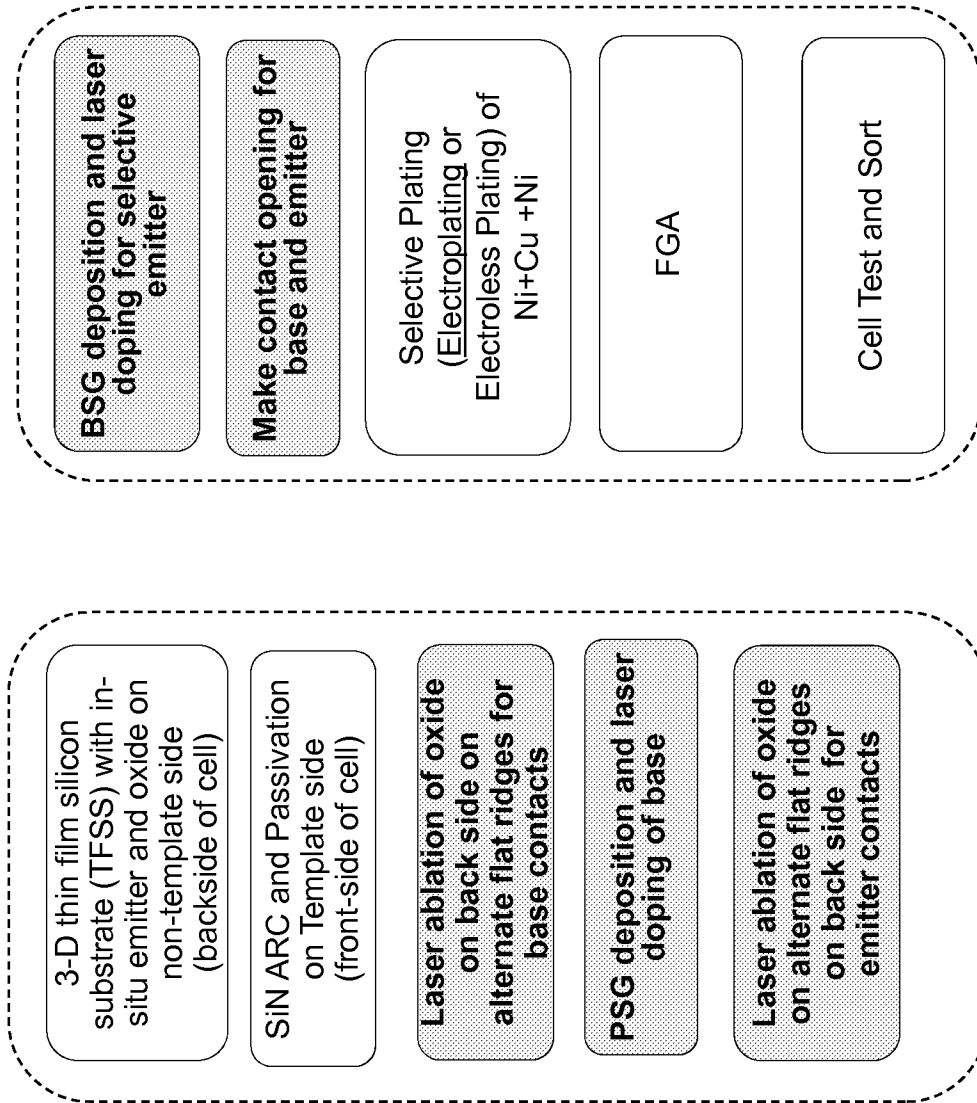 3-D thin film silicon
substrate (TFSS) with in-
situ emitter and oxide on
non-template side
(backside of cell)
SiN ARC and Passivation
on Template side
(front-side of cell)
Laser ablation of oxide
on back side on
alternate flat ridges for
base contacts
PSG deposition and laser
doping of base
Laser ablation of oxide
on alternate flat ridges
on back side for
emitter contacts
BSG deposition and laser
doping for selective
emitter
Make contact opening for
base and emitter
Selective Plating
(Electroplating or
Electroless Plating) of
Ni+Cu +Ni
FGA
Cell Test and Sort